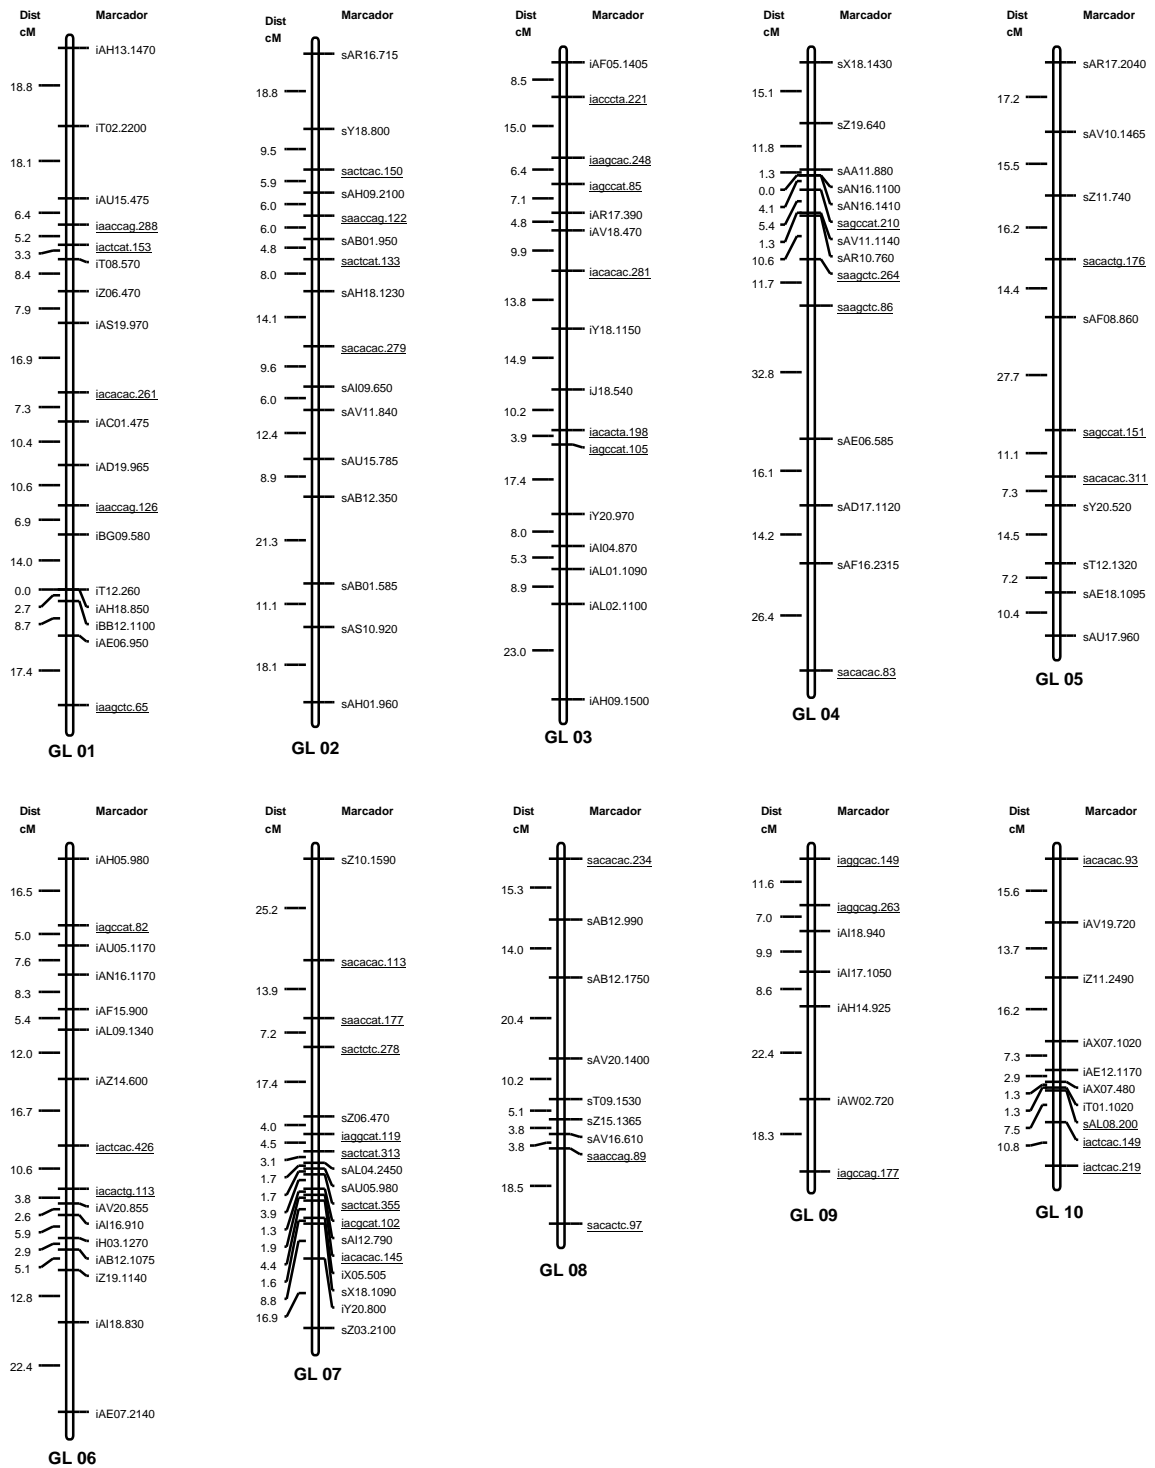 Dist Marcador
cM
iAH13.1470
18.8
iT02.2200
18.1
iAU15.475
6.4
iaaccag.288
5.2
iactcat.153
3.3
iT08.570
8.4
iZ06.470
7.9
iAS19.970
16.9
iacacac.261
7.3
iAC01.475
10.4
iAD19.965
10.6
iaaccag.126
6.9
iBG09.580
14.0
iT12.260
0.0
iAH18.850
2.7
iBB12.1100
8.7
iAE06.950
17.4
iaagctc.65
GL 01
Dist Marcador
cM
sAR16.715
18.8
sY18.800
9.5
sactcac.150
5.9
sAH09.2100
6.0
saaccag.122
6.0
sAB01.950
4.8
sactcat.133
8.0
sAH18.1230
14.1
sacacac.279
9.6
sAI09.650
6.0
sAV11.840
12.4
sAU15.785
8.9
sAB12.350
21.3
sAB01.585
11.1
sAS10.920
18.1
sAH01.960
GL 02
Dist Marcador
cM
iAF05.1405
8.5
iacccta.221
15.0
iaagcac.248
6.4
iagccat.85
7.1
iAR17.390
4.8
iAV18.470
9.9
iacacac.281
13.8
iY18.1150
14.9
iJ18.540
10.2
iacacta.198
3.9
iagccat.105
17.4
iY20.970
8.0
iAI04.870
5.3
iAL01.1090
8.9
iAL02.1100
23.0
iAH09.1500
GL 03
Dist Marcador
cM
sX18.1430
15.1
sZ19.640
11.8
sAA11.880
1.3
sAN16.1100
0.0
sAN16.1410
4.1
sagccat.210
5.4
sAV11.1140
1.3
sAR10.760
10.6
saagctc.264
11.7
saagctc.86
32.8
sAE06.585
16.1
sAD17.1120
14.2
sAF16.2315
26.4
sacacac.83
GL 04
Dist Marcador
cM
sAR17.2040
17.2
sAV10.1465
15.5
sZ11.740
16.2
sacactg.176
14.4
sAF08.860
27.7
sagccat.151
11.1
sacacac.311
7.3
sY20.520
14.5
sT12.1320
7.2
sAE18.1095
10.4
sAU17.960
GL 05
Dist Marcador
cM
iAH05.980
16.5
iagccat.82
5.0
iAU05.1170
7.6
iAN16.1170
8.3
iAF15.900
5.4
iAL09.1340
12.0
iAZ14.600
16.7
iactcac.426
10.6
iacactg.113
3.8
iAV20.855
2.6
iAI16.910
5.9
iH03.1270
2.9
iAB12.1075
5.1
iZ19.1140
12.8
iAI18.830
22.4
iAE07.2140
GL 06
Dist Marcador
cM
sZ10.1590
25.2
sacacac.113
13.9
saaccat.177
7.2
sactctc.278
17.4
sZ06.470
4.0
iaggcat.119
4.5
sactcat.313
3.1
sAL04.2450
1.7
sAU05.980
1.7
sactcat.355
3.9
iacgcat.102
1.3
sAI12.790
1.9
iacacac.145
4.4
iX05.505
1.6
sX18.1090
8.8
iY20.800
16.9
sZ03.2100
GL 07
Dist Marcador
cM
sacacac.234
15.3
sAB12.990
14.0
sAB12.1750
20.4
sAV20.1400
10.2
sT09.1530
5.1
sZ15.1365
3.8
sAV16.610
3.8
saaccag.89
18.5
sacactc.97
GL 08
Dist Marcador
cM
iaggcac.149
11.6
iaggcag.263
7.0
iAI18.940
9.9
iAI17.1050
8.6
iAH14.925
22.4
iAW02.720
18.3
iagccag.177
GL 09
Dist Marcador
cM
iacacac.93
15.6
iAV19.720
13.7
iZ11.2490
16.2
iAX07.1020
7.3
iAE12.1170
2.9
iAX07.480
1.3
iT01.1020
1.3
sAL08.200
7.5
iactcac.149
10.8
iactcac.219
GL 10